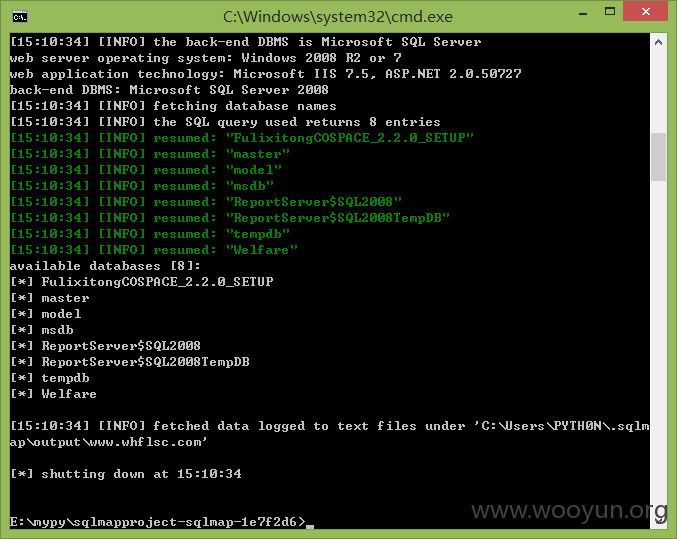 C:\Windows\system32\cmd.exe
[15:10:34] [INFO] the back-end DBMS is Microsoft SQL Server
web server operating system: Windows 2008 R2 or 7
web application technology: Microsoft IIS 7.5, ASP.NET 2.0.50727
back-end DBMS: Microsoft SQL Server 2008
[15:10:34] [INFO] fetching database names
[15:10:34] [INFO] the SQL query used returns 8 entries
[15:10:34] [INFO] resumed: "FulixitongCOSPACE_2.2.0_SETUP"
[15:10:34] [INFO] resumed: "master"
[15:10:34] [INFO] resumed: "model"
[15:10:34] [INFO] resumed: "msdb"
[15:10:34] [INFO] resumed: "ReportServer$SQL2008"
[15:10:34] [INFO] resumed: "ReportServer$SQL2008TempDB"
[15:10:34] [INFO] resumed: "tempdb"
[15:10:34] [INFO] resumed: "Welfare"
available databases [8]:
[*] FulixitongCOSPACE_2.2.0_SETUP
[*] master
[*] model
[*] msdb
[*] ReportServer$SQL2008
[*] ReportServer$SQL2008TempDB
[*] tempdb
[*] Welfare
[15:10:34] [INFO] fetched data logged to text files under 'C:\Users\PYTH0N\.sqlm
ap\output\www.whflsc.com'
[*] shutting down at 15:10:34
E:\mypy\sqlmapproject-sqlmap-1e7f2d6>_
www.wooyun.org